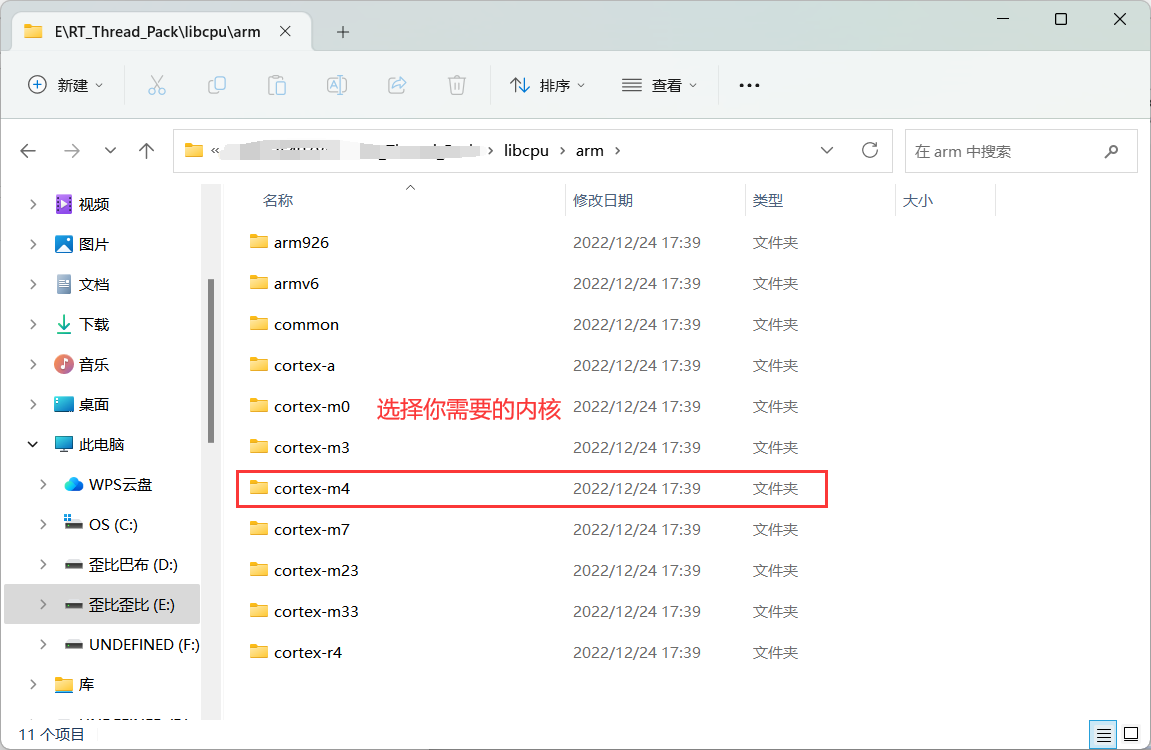 E\RT_Thread_Pack\libcpu\arm
新建 排序 查看
libcpu › arm ›
在 arm 中搜索
名称 修改日期 类型 大小
视频
图片
文档
下载
音乐
桌面
此电脑
WPS云盘
OS (C:)
歪比巴布 (D:)
歪比歪比 (E:)
UNDEFINED (F:)
库
arm926 2022/12/24 17:39 文件夹
armv6 2022/12/24 17:39 文件夹
common 2022/12/24 17:39 文件夹
cortex-a 2022/12/24 17:39 文件夹
cortex-m0 选择你需要的内核 2022/12/24 17:39 文件夹
cortex-m3 2022/12/24 17:39 文件夹
cortex-m4 2022/12/24 17:39 文件夹
cortex-m7 2022/12/24 17:39 文件夹
cortex-m23 2022/12/24 17:39 文件夹
cortex-m33 2022/12/24 17:39 文件夹
cortex-r4 2022/12/24 17:39 文件夹
11 个项目